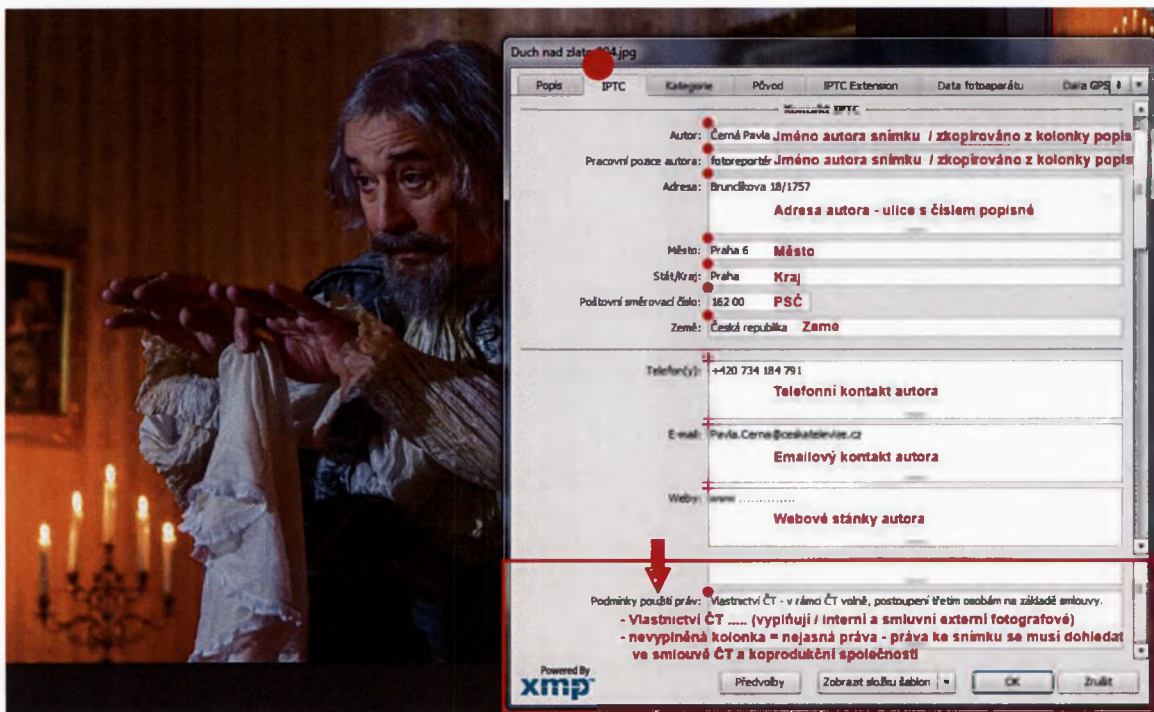 Duch nad zlato 004.jpg
Popis IPTC Kategorie Původ IPTC Extension Data fotoaparátu Data GPS
Kontakt IPTC
Autor: Černá Pavla Jméno autora snímku / zkopírováno z kolonky popis
Pracovní pozice autora: fotoreportér Jméno autora snímku / zkopírováno z kolonky popis
Adresa: Brunclíkova 18/1757
Adresa autora - ulice s číslem popisné
Město: Praha 6 Město
Stát/Kraj: Praha Kraj
Poštovní směrovací číslo: 162 00 PSČ
Země: Česká republika Země
Telefon(y): +420 734 184 791
Telefonní kontakt autora
E-mail: Pavla.Cerna@ceskatelevize.cz
Emailový kontakt autora
Weby: www ..............
Webové stánky autora
Podmínky použití práv: Vlastnictví ČT - v rámci ČT volně, postoupení třetím osobám na základě smlouvy.
- Vlastnictví ČT ..... (vyplňují / interní a smluvní externí fotografové)
- nevyplněná kolonka = nejasná práva - práva ke snímku se musí dohledat
ve smlouvě ČT a koprodukční společností
Powered By
xmp
Předvolby Zobrazit složku šablon OK Zrušit